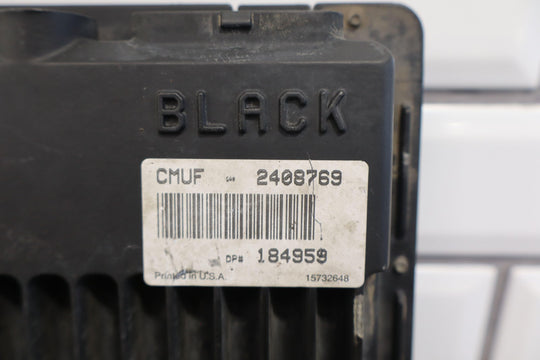 BLACK
CMUF S#® 2408769
DP# 184959
Printed in U.S.A. 15732648